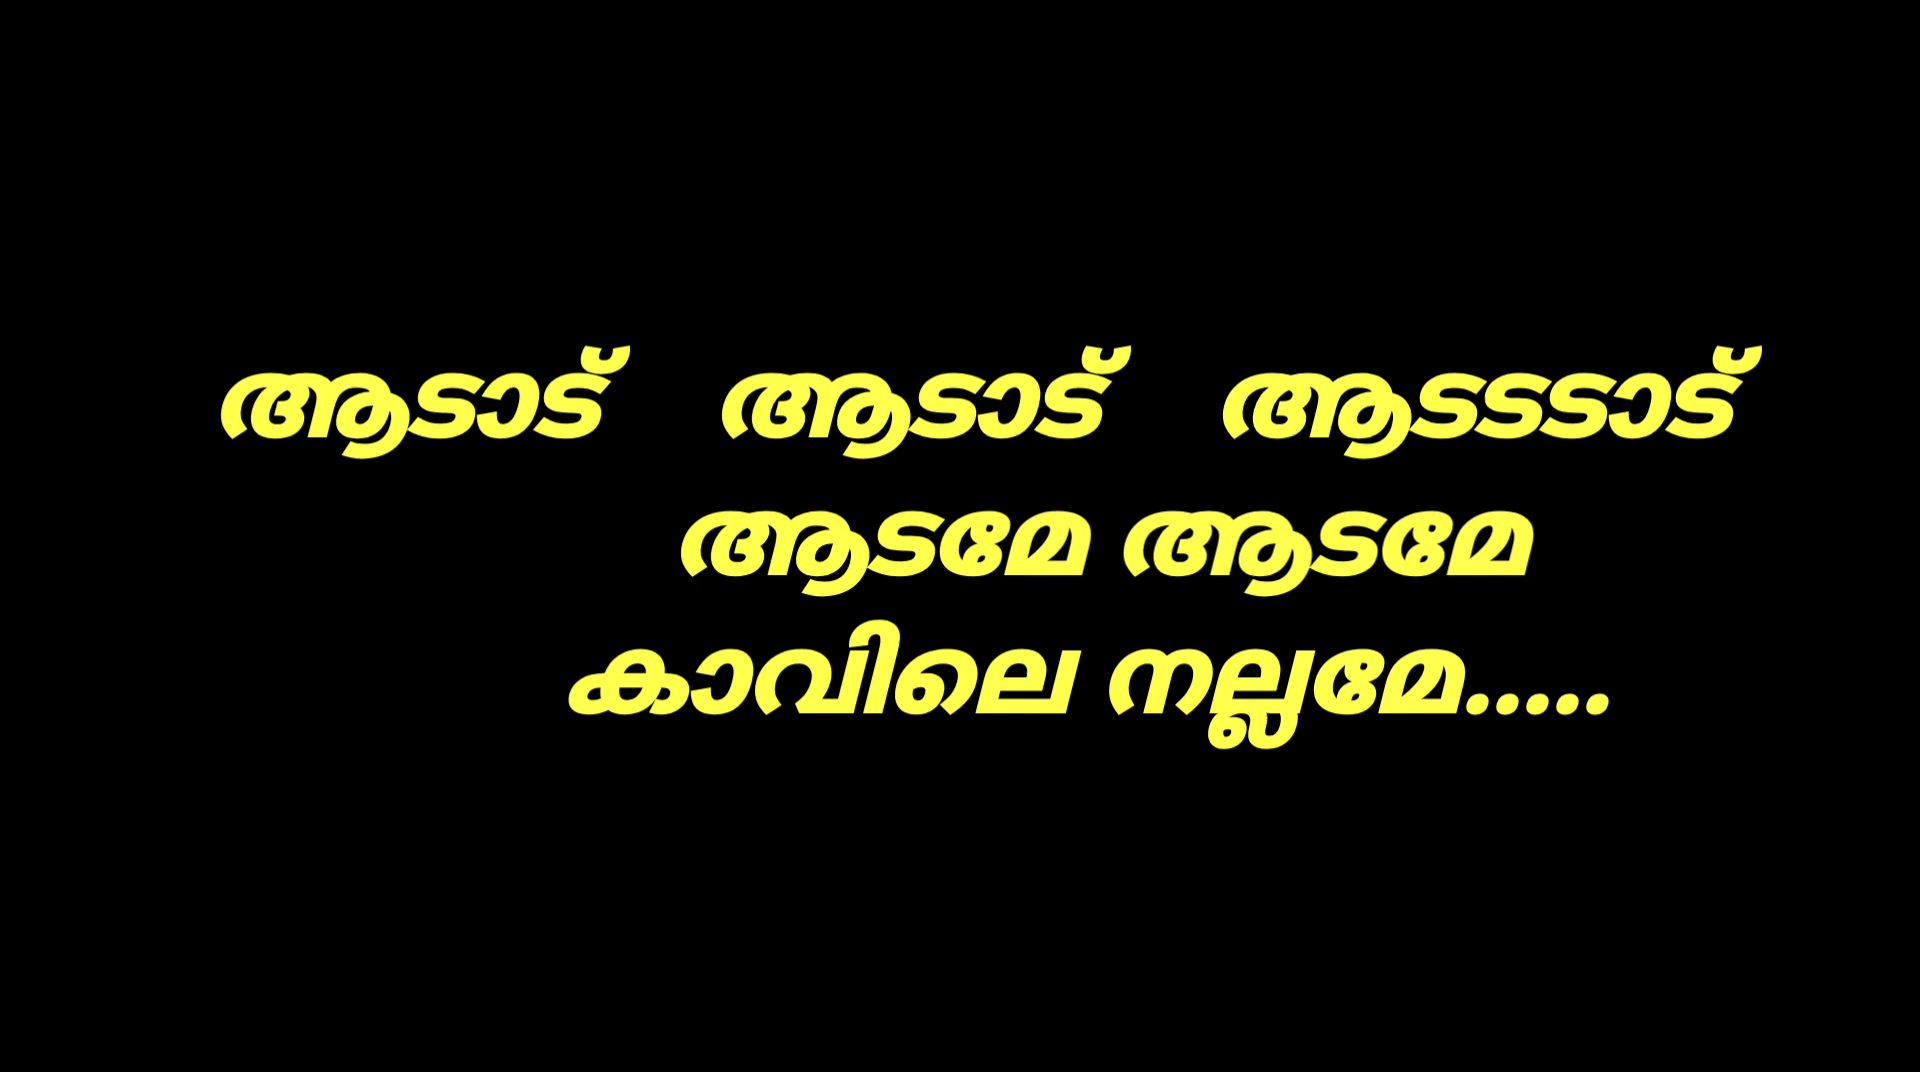 ആടാട് ആടാട് ആടടടാട്
ആടമേ ആടമേ
കാവിലെ നല്ലമേ.....